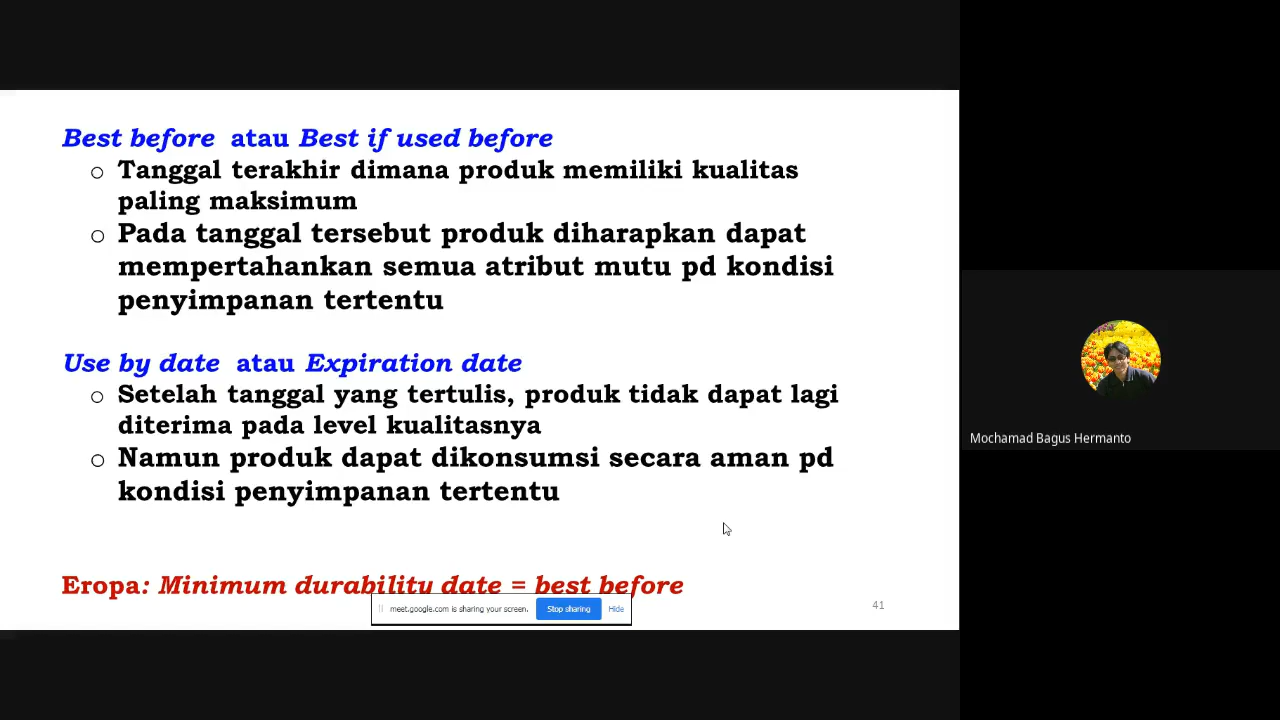 Best before atau Best if used before
o Tanggal terakhir dimana produk memiliki kualitas
paling maksimum
o Pada tanggal tersebut produk diharapkan dapat
mempertahankan semua atribut mutu pd kondisi
penyimpanan tertentu
Use by date atau Expiration date
o Setelah tanggal yang tertulis, produk tidak dapat lagi
diterima pada level kualitasnya
o Namun produk dapat dikonsumsi secara aman pd
kondisi penyimpanan tertentu
Eropa: Minimum durability date = best before
meet.google.com is sharing your screen. Stop sharing Hide
41
Mochamad Bagus Hermanto